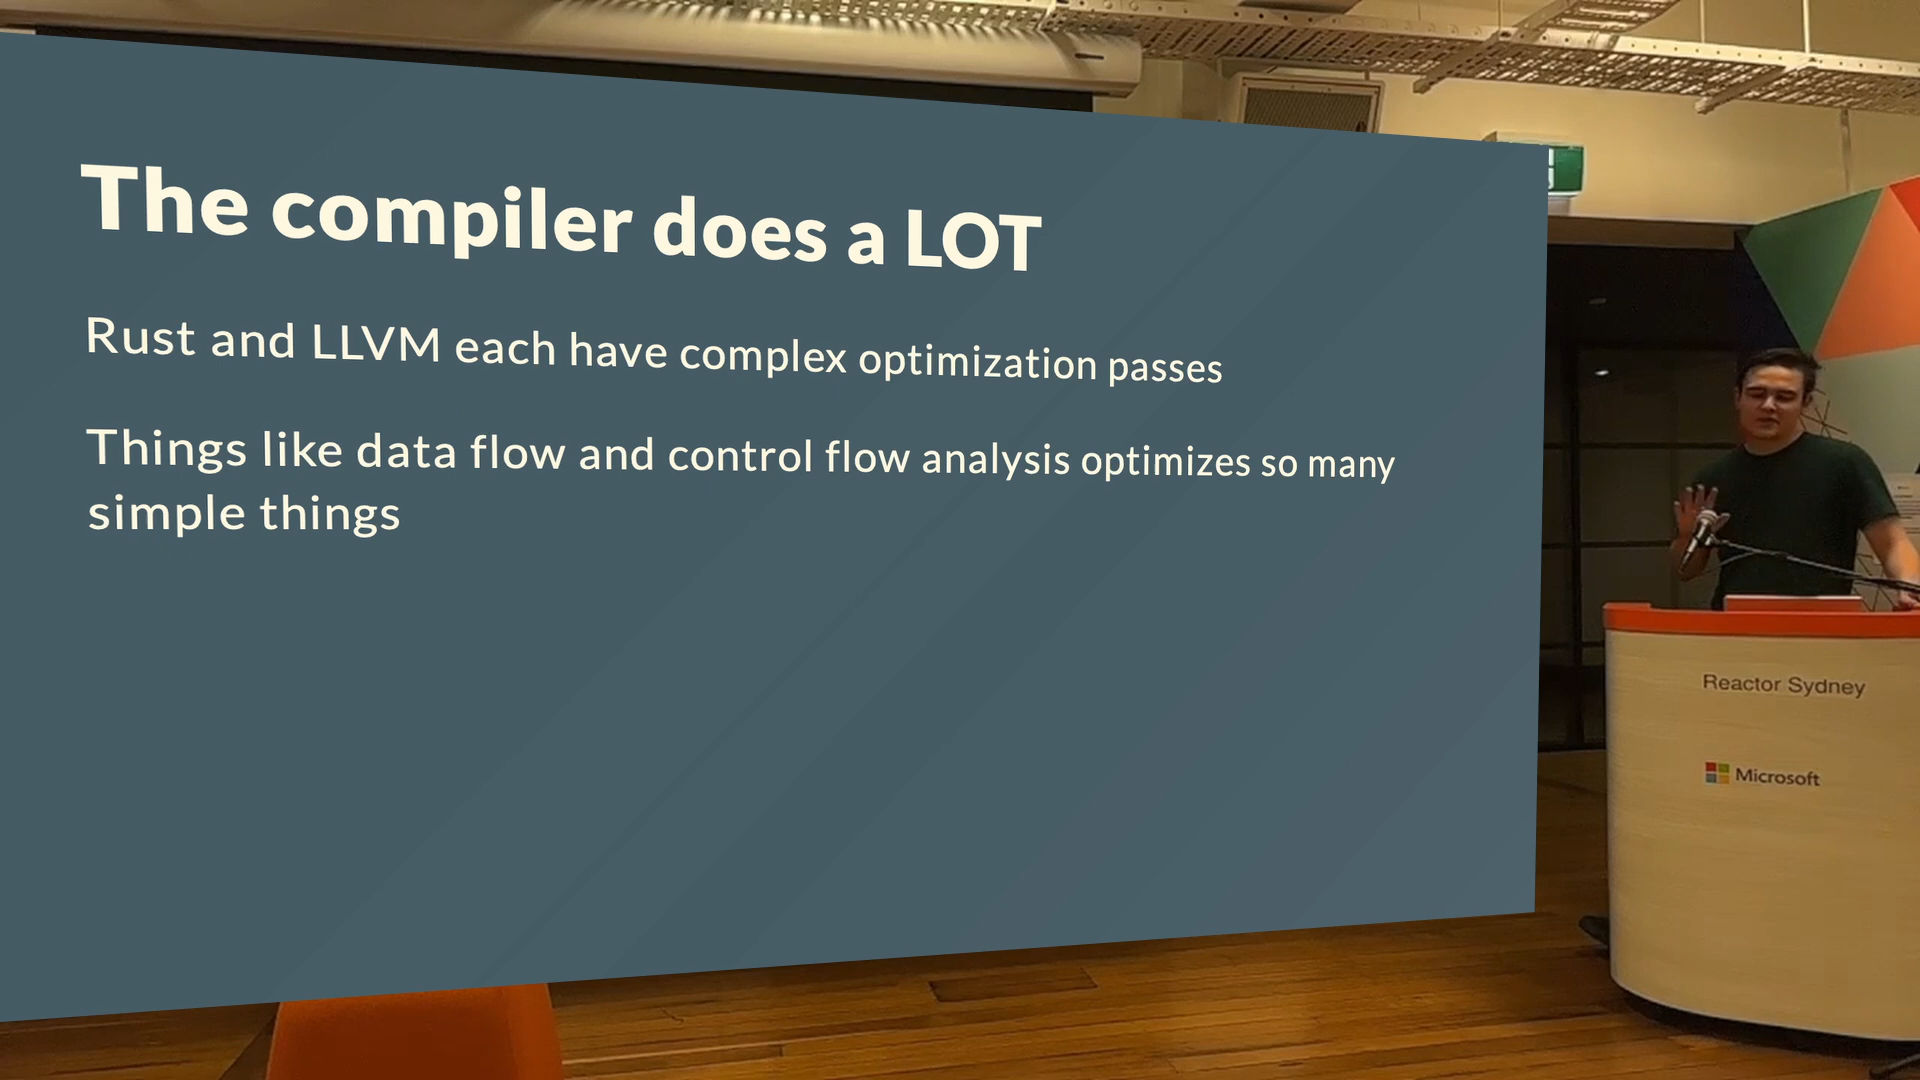 The compiler does a LOT
Rust and LLVM each have complex optimization passes
Things like data flow and control flow analysis optimizes so many
simple things
Reactor Sydney
Microsoft